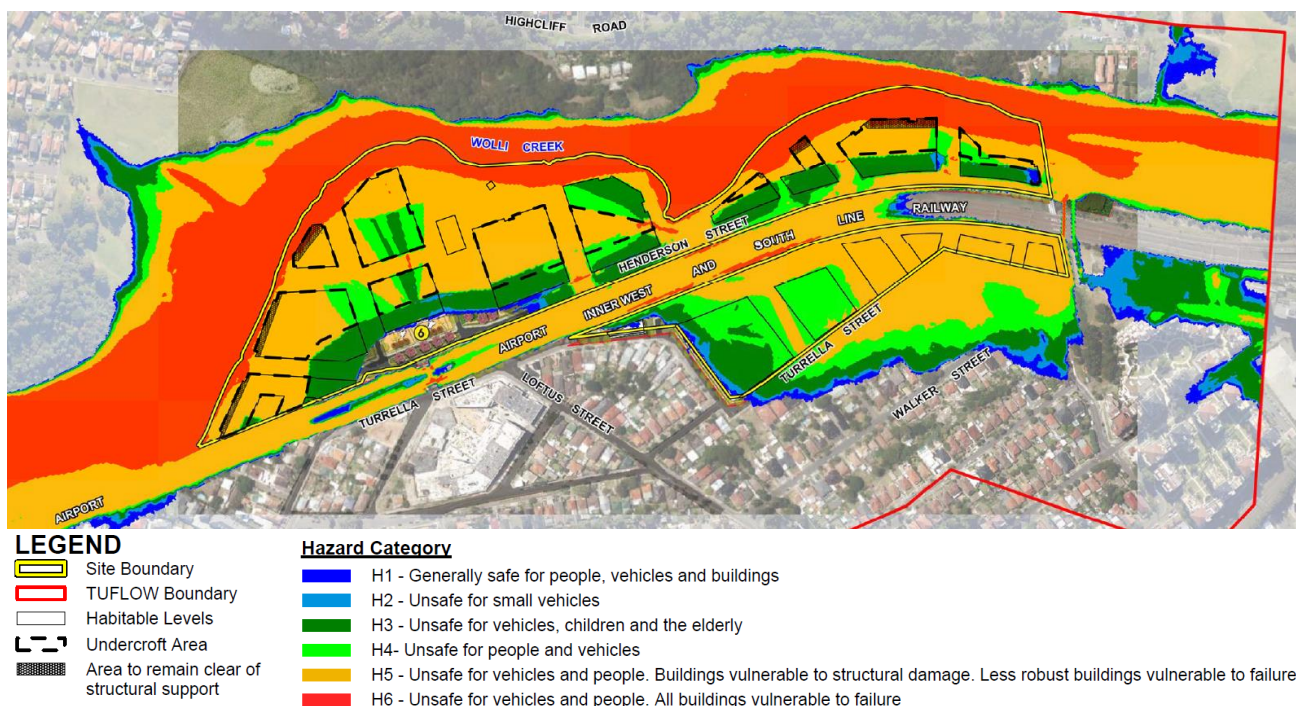 HIGHCLIFF ROAD
WOLLI CREEK
HENDERSON STREET
RAILWAY
AIRPORT AND SOUTH LINE
INNER WEST
6
TURRELLA STREET
TURRELLA STREET
LOFTUS STREET
WALKER STREET
AIRPORT
LEGEND
Site Boundary
TUFLOW Boundary
Habitable Levels
Undercroft Area
Area to remain clear of
structural support
Hazard Category
H1 - Generally safe for people, vehicles and buildings
H2 - Unsafe for small vehicles
H3 - Unsafe for vehicles, children and the elderly
H4- Unsafe for people and vehicles
H5 - Unsafe for vehicles and people. Buildings vulnerable to structural damage. Less robust buildings vulnerable to failure
H6 - Unsafe for vehicles and people. All buildings vulnerable to failure